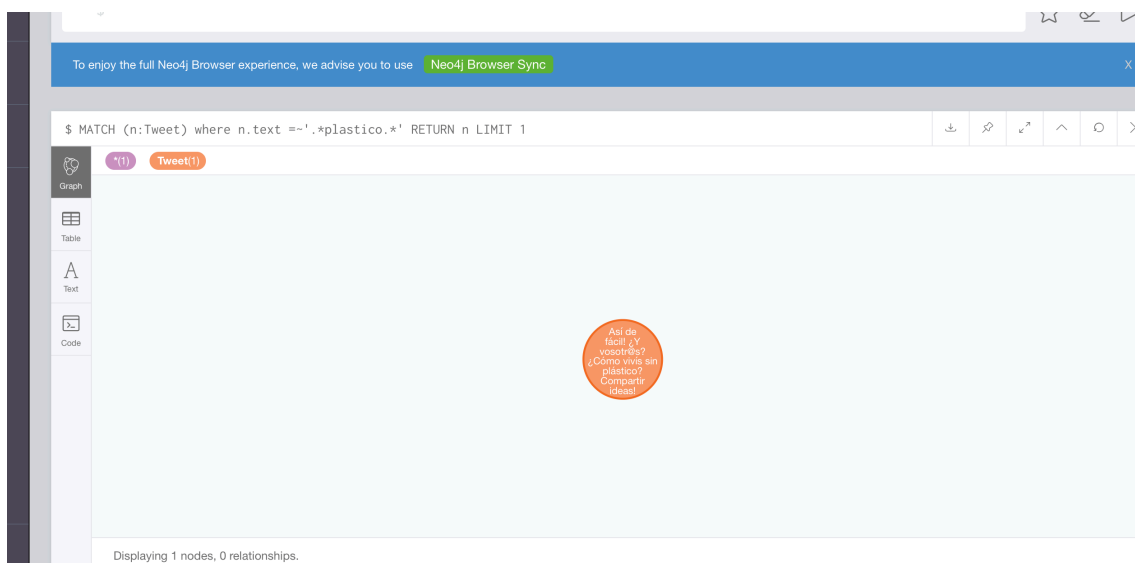 To enjoy the full Neo4j Browser experience, we advise you to use Neo4j Browser Sync X
$ MATCH (n:Tweet) where n.text =~'.*plastico.*' RETURN n LIMIT 1
*(1) Tweet(1)
Graph
Table
Text
Code
Así de
fácil! ¿Y
vosotr@s?
¿Cómo vivis sin
plástico?
Compartir
ideas!
Displaying 1 nodes, 0 relationships.